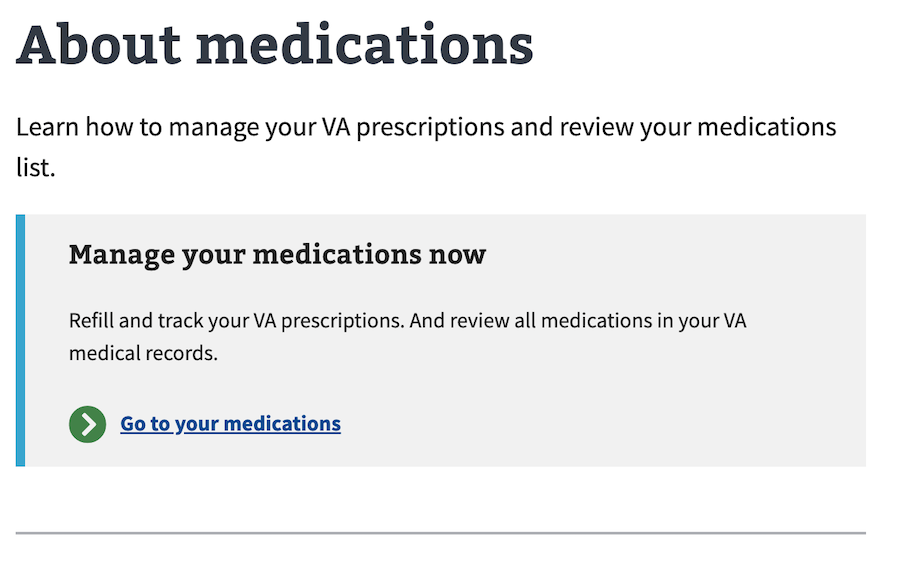 About medications
Learn how to manage your VA prescriptions and review your medications
list.
Manage your medications now
Refill and track your VA prescriptions. And review all medications in your VA
medical records.
Go to your medications